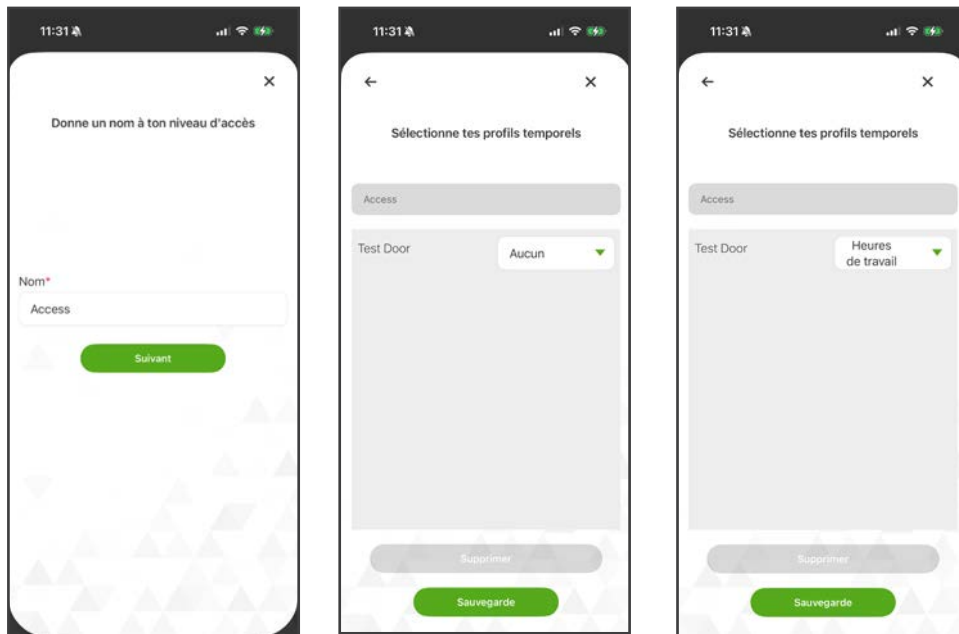 11:31
Donne un nom à ton niveau d'accès
Nom*
Access
Suivant
11:31
Sélectionne tes profils temporels
Access
Test Door
Aucun
Supprimer
Sauvegarde
11:31
Sélectionne tes profils temporels
Access
Test Door
Heures
de travail
Supprimer
Sauvegarde